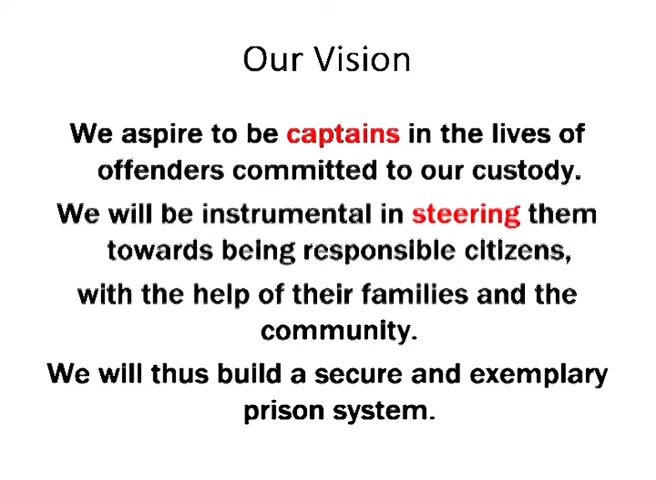 Our Vision
We aspire to be captains in the lives of
offenders committed to our custody.
We will be instrumental in steering them
towards being responsible citizens,
with the help of their families and the
community.
We will thus build a secure and exemplary
prison system.